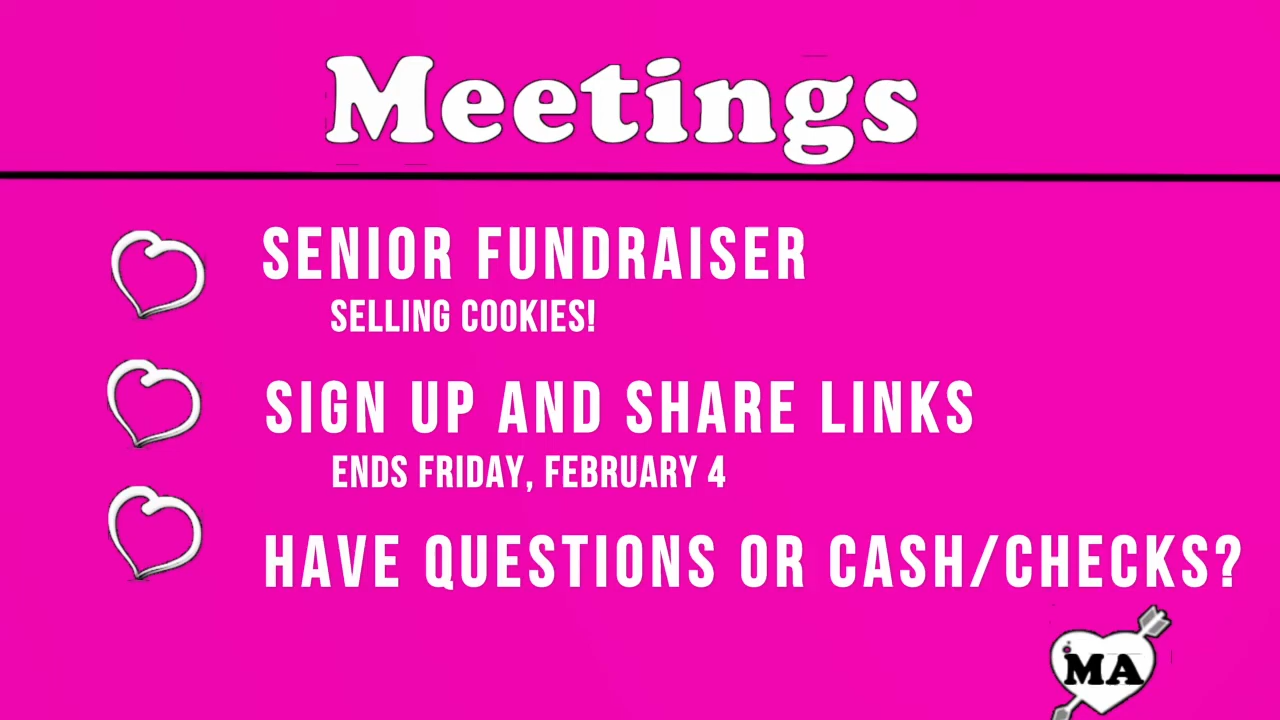 Meetings
SENIOR FUNDRAISER
SELLING COOKIES!
SIGN UP AND SHARE LINKS
ENDS FRIDAY, FEBRUARY 4
HAVE QUESTIONS OR CASH/CHECKS?
MA